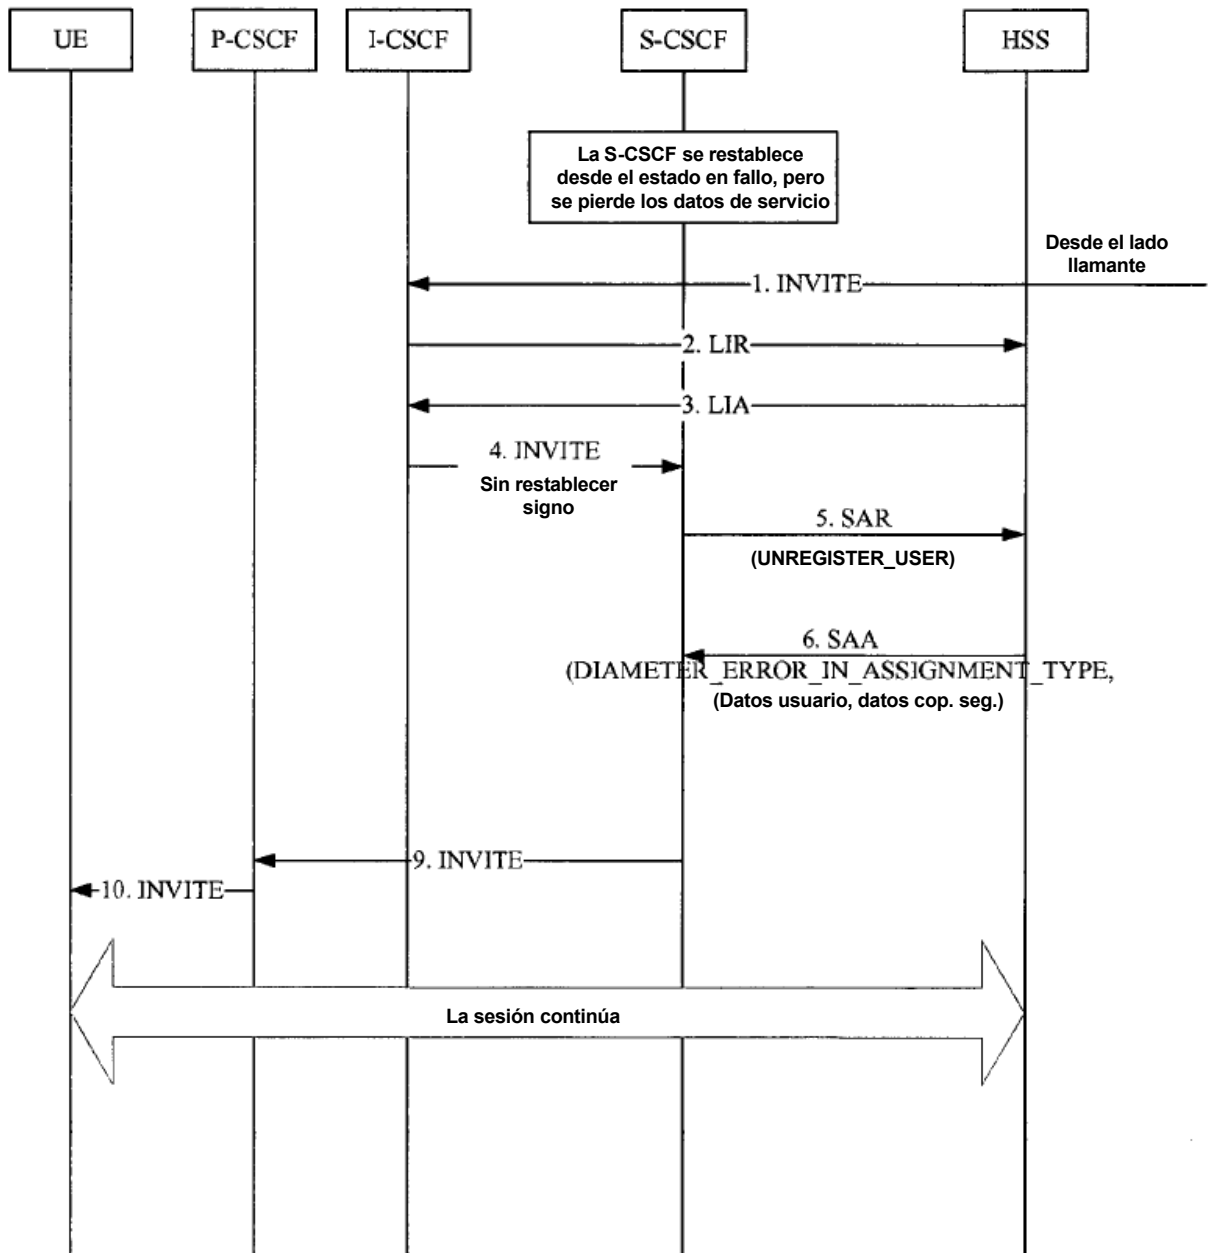 UE
P-CSCF
I-CSCF
S-CSCF
HSS
La S-CSCF se restablece
desde el estado en fallo, pero
se pierde los datos de servicio
Desde el lado
llamante
1. INVITE
2. LIR
3. LIA
4. INVITE
Sin restablecer
signo
5. SAR
(UNREGISTER_USER)
6. SAA
(DIAMETER_ERROR_IN_ASSIGNMENT_TYPE,
(Datos usuario, datos cop. seg.)
9. INVITE
10. INVITE
La sesión continúa